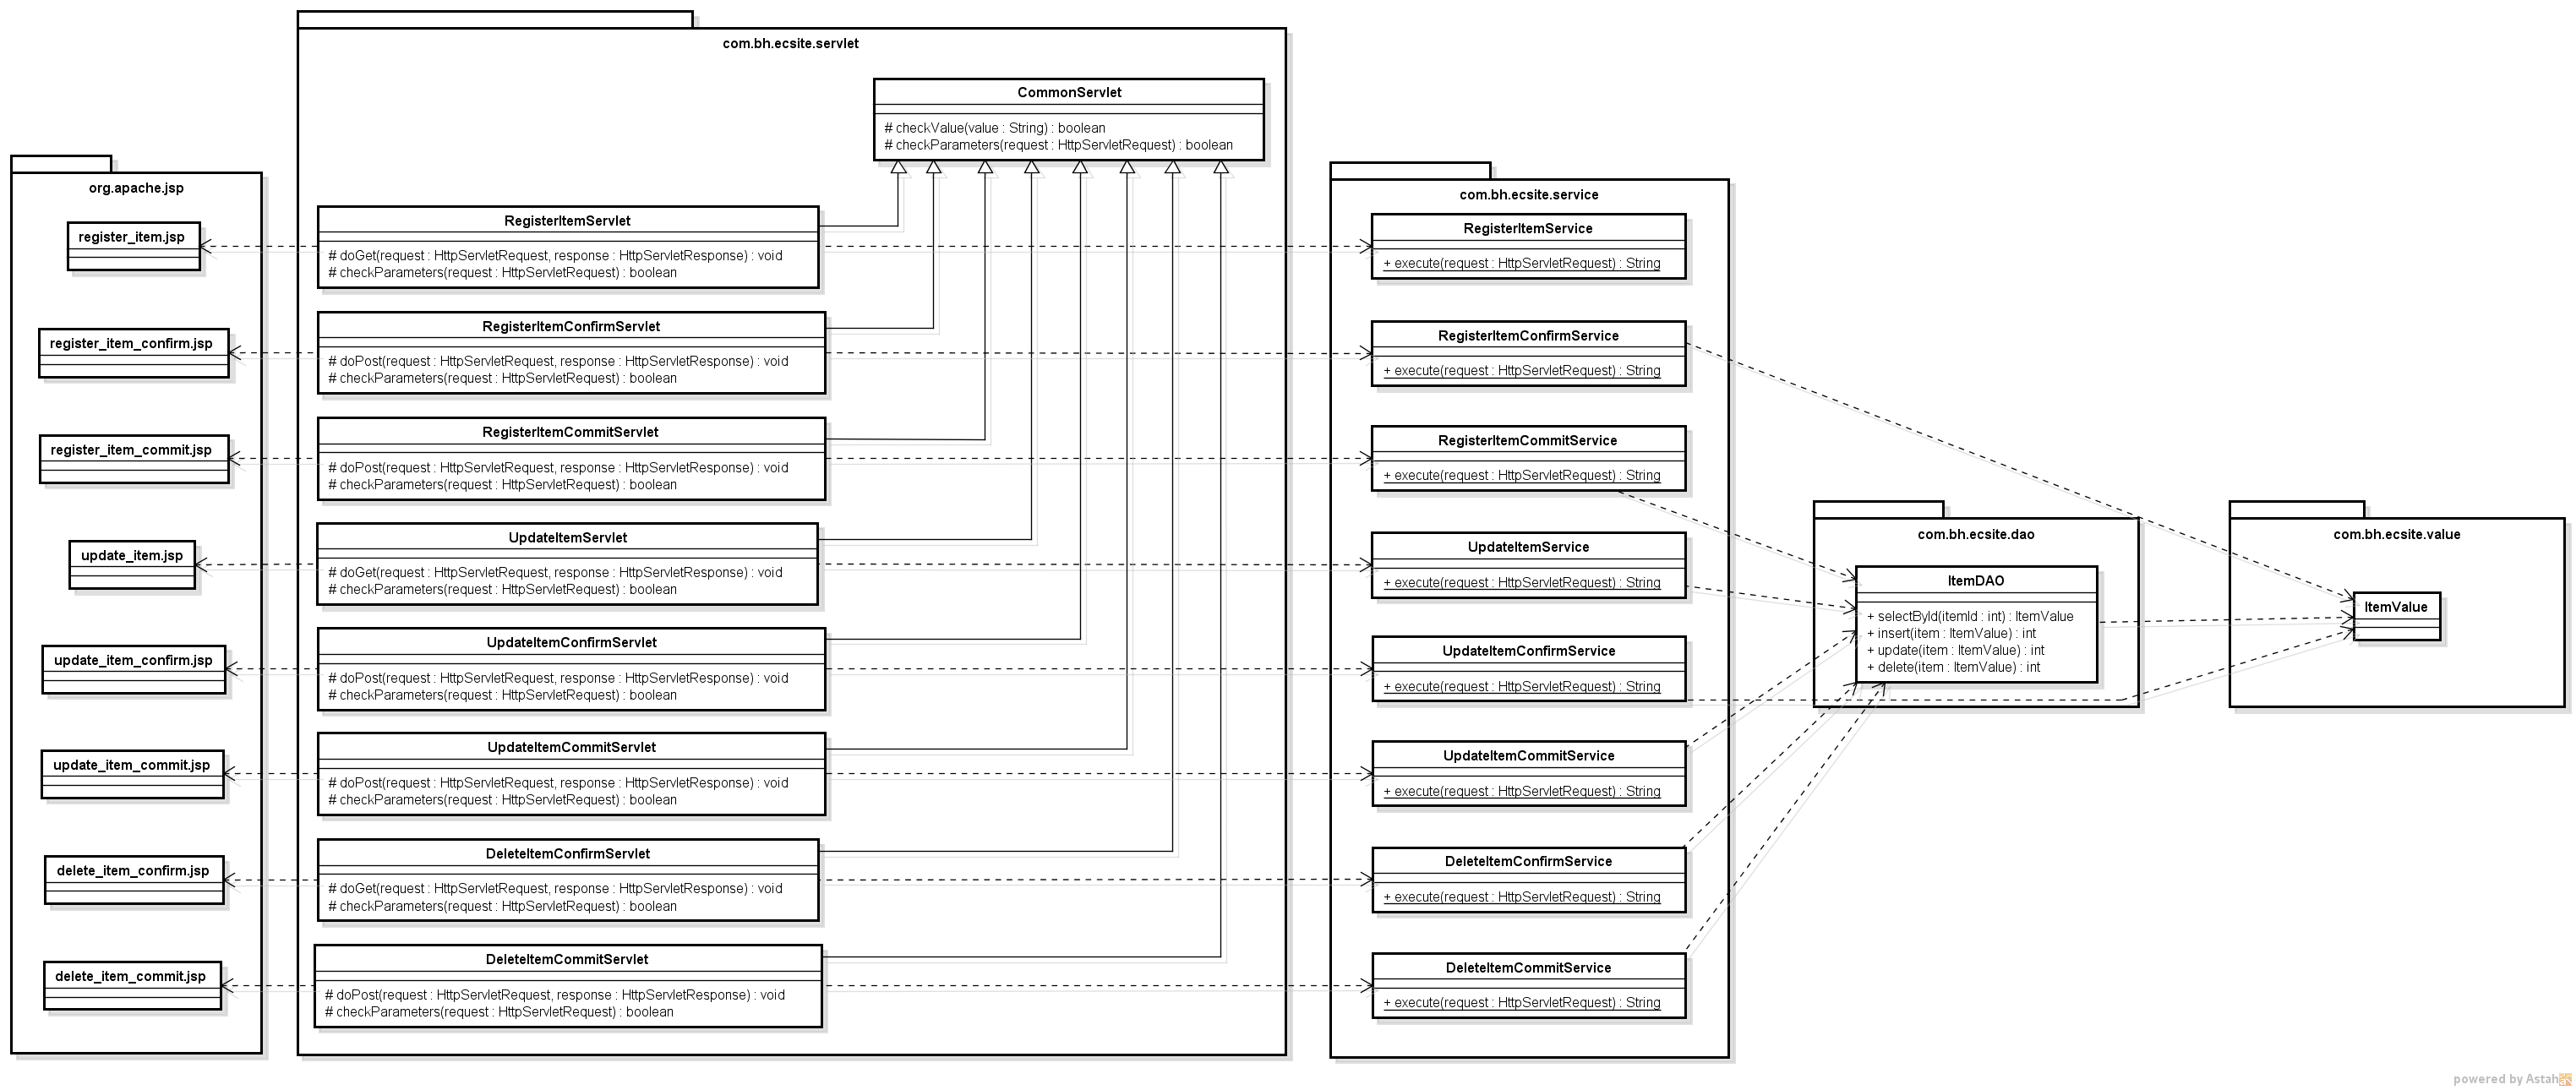 org.apache.jsp
register_item.jsp
register_item_confirm.jsp
register_item_commit.jsp
update_item.jsp
update_item_confirm.jsp
update_item_commit.jsp
delete_item_confirm.jsp
delete_item_commit.jsp
com.bh.ecsite.servlet
CommonServlet
# checkValue(value : String) : boolean
# checkParameters(request : HttpServletRequest) : boolean
RegisterItemServlet
# doGet(request : HttpServletRequest, response : HttpServletResponse) : void
# checkParameters(request : HttpServletRequest) : boolean
RegisterItemConfirmServlet
# doPost(request : HttpServletRequest, response : HttpServletResponse) : void
# checkParameters(request : HttpServletRequest) : boolean
RegisterItemCommitServlet
# doPost(request : HttpServletRequest, response : HttpServletResponse) : void
# checkParameters(request : HttpServletRequest) : boolean
UpdateItemServlet
# doGet(request : HttpServletRequest, response : HttpServletResponse) : void
# checkParameters(request : HttpServletRequest) : boolean
UpdateItemConfirmServlet
# doPost(request : HttpServletRequest, response : HttpServletResponse) : void
# checkParameters(request : HttpServletRequest) : boolean
UpdateItemCommitServlet
# doPost(request : HttpServletRequest, response : HttpServletResponse) : void
# checkParameters(request : HttpServletRequest) : boolean
DeleteItemConfirmServlet
# doGet(request : HttpServletRequest, response : HttpServletResponse) : void
# checkParameters(request : HttpServletRequest) : boolean
DeleteItemCommitServlet
# doPost(request : HttpServletRequest, response : HttpServletResponse) : void
# checkParameters(request : HttpServletRequest) : boolean
com.bh.ecsite.service
RegisterItemService
+ execute(request : HttpServletRequest) : String
RegisterItemConfirmService
+ execute(request : HttpServletRequest) : String
RegisterItemCommitService
+ execute(request : HttpServletRequest) : String
UpdateItemService
+ execute(request : HttpServletRequest) : String
UpdateItemConfirmService
+ execute(request : HttpServletRequest) : String
UpdateItemCommitService
+ execute(request : HttpServletRequest) : String
DeleteItemConfirmService
+ execute(request : HttpServletRequest) : String
DeleteItemCommitService
+ execute(request : HttpServletRequest) : String
com.bh.ecsite.dao
ItemDAO
+ selectById(itemId : int) : ItemValue
+ insert(item : ItemValue) : int
+ update(item : ItemValue) : int
+ delete(item : ItemValue) : int
com.bh.ecsite.value
ItemValue
powered by Astah